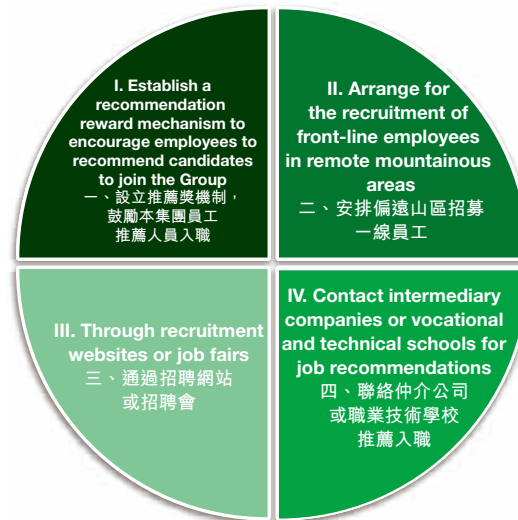 I. Establish a
recommendation
reward mechanism to
encourage employees to
recommend candidates
to join the Group
一、設立推薦獎機制，
鼓勵本集團員工
推薦人員入職
II. Arrange for
the recruitment of
front-line employees
in remote mountainous
areas
二、安排偏遠山區招募
一線員工
III. Through recruitment
websites or job fairs
三、通過招聘網站
或招聘會
IV. Contact intermediary
companies or vocational
and technical schools for
job recommendations
四、聯絡仲介公司
或職業技術學校
推薦入職